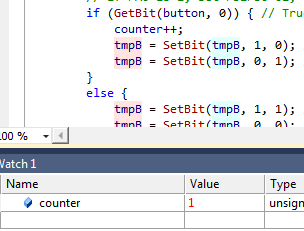 if (GetBit(button, 0)) { // Tru
counter++;
tmpB = SetBit(tmpB, 1, 0);
tmpB = SetBit(tmpB, 0, 1);
}
else {
tmpB = SetBit(tmpB, 1, 1);
tmpB = SetBit(tmpB, 0, 0);
00 %
Watch 1
Name Value Type
counter 1 unsign